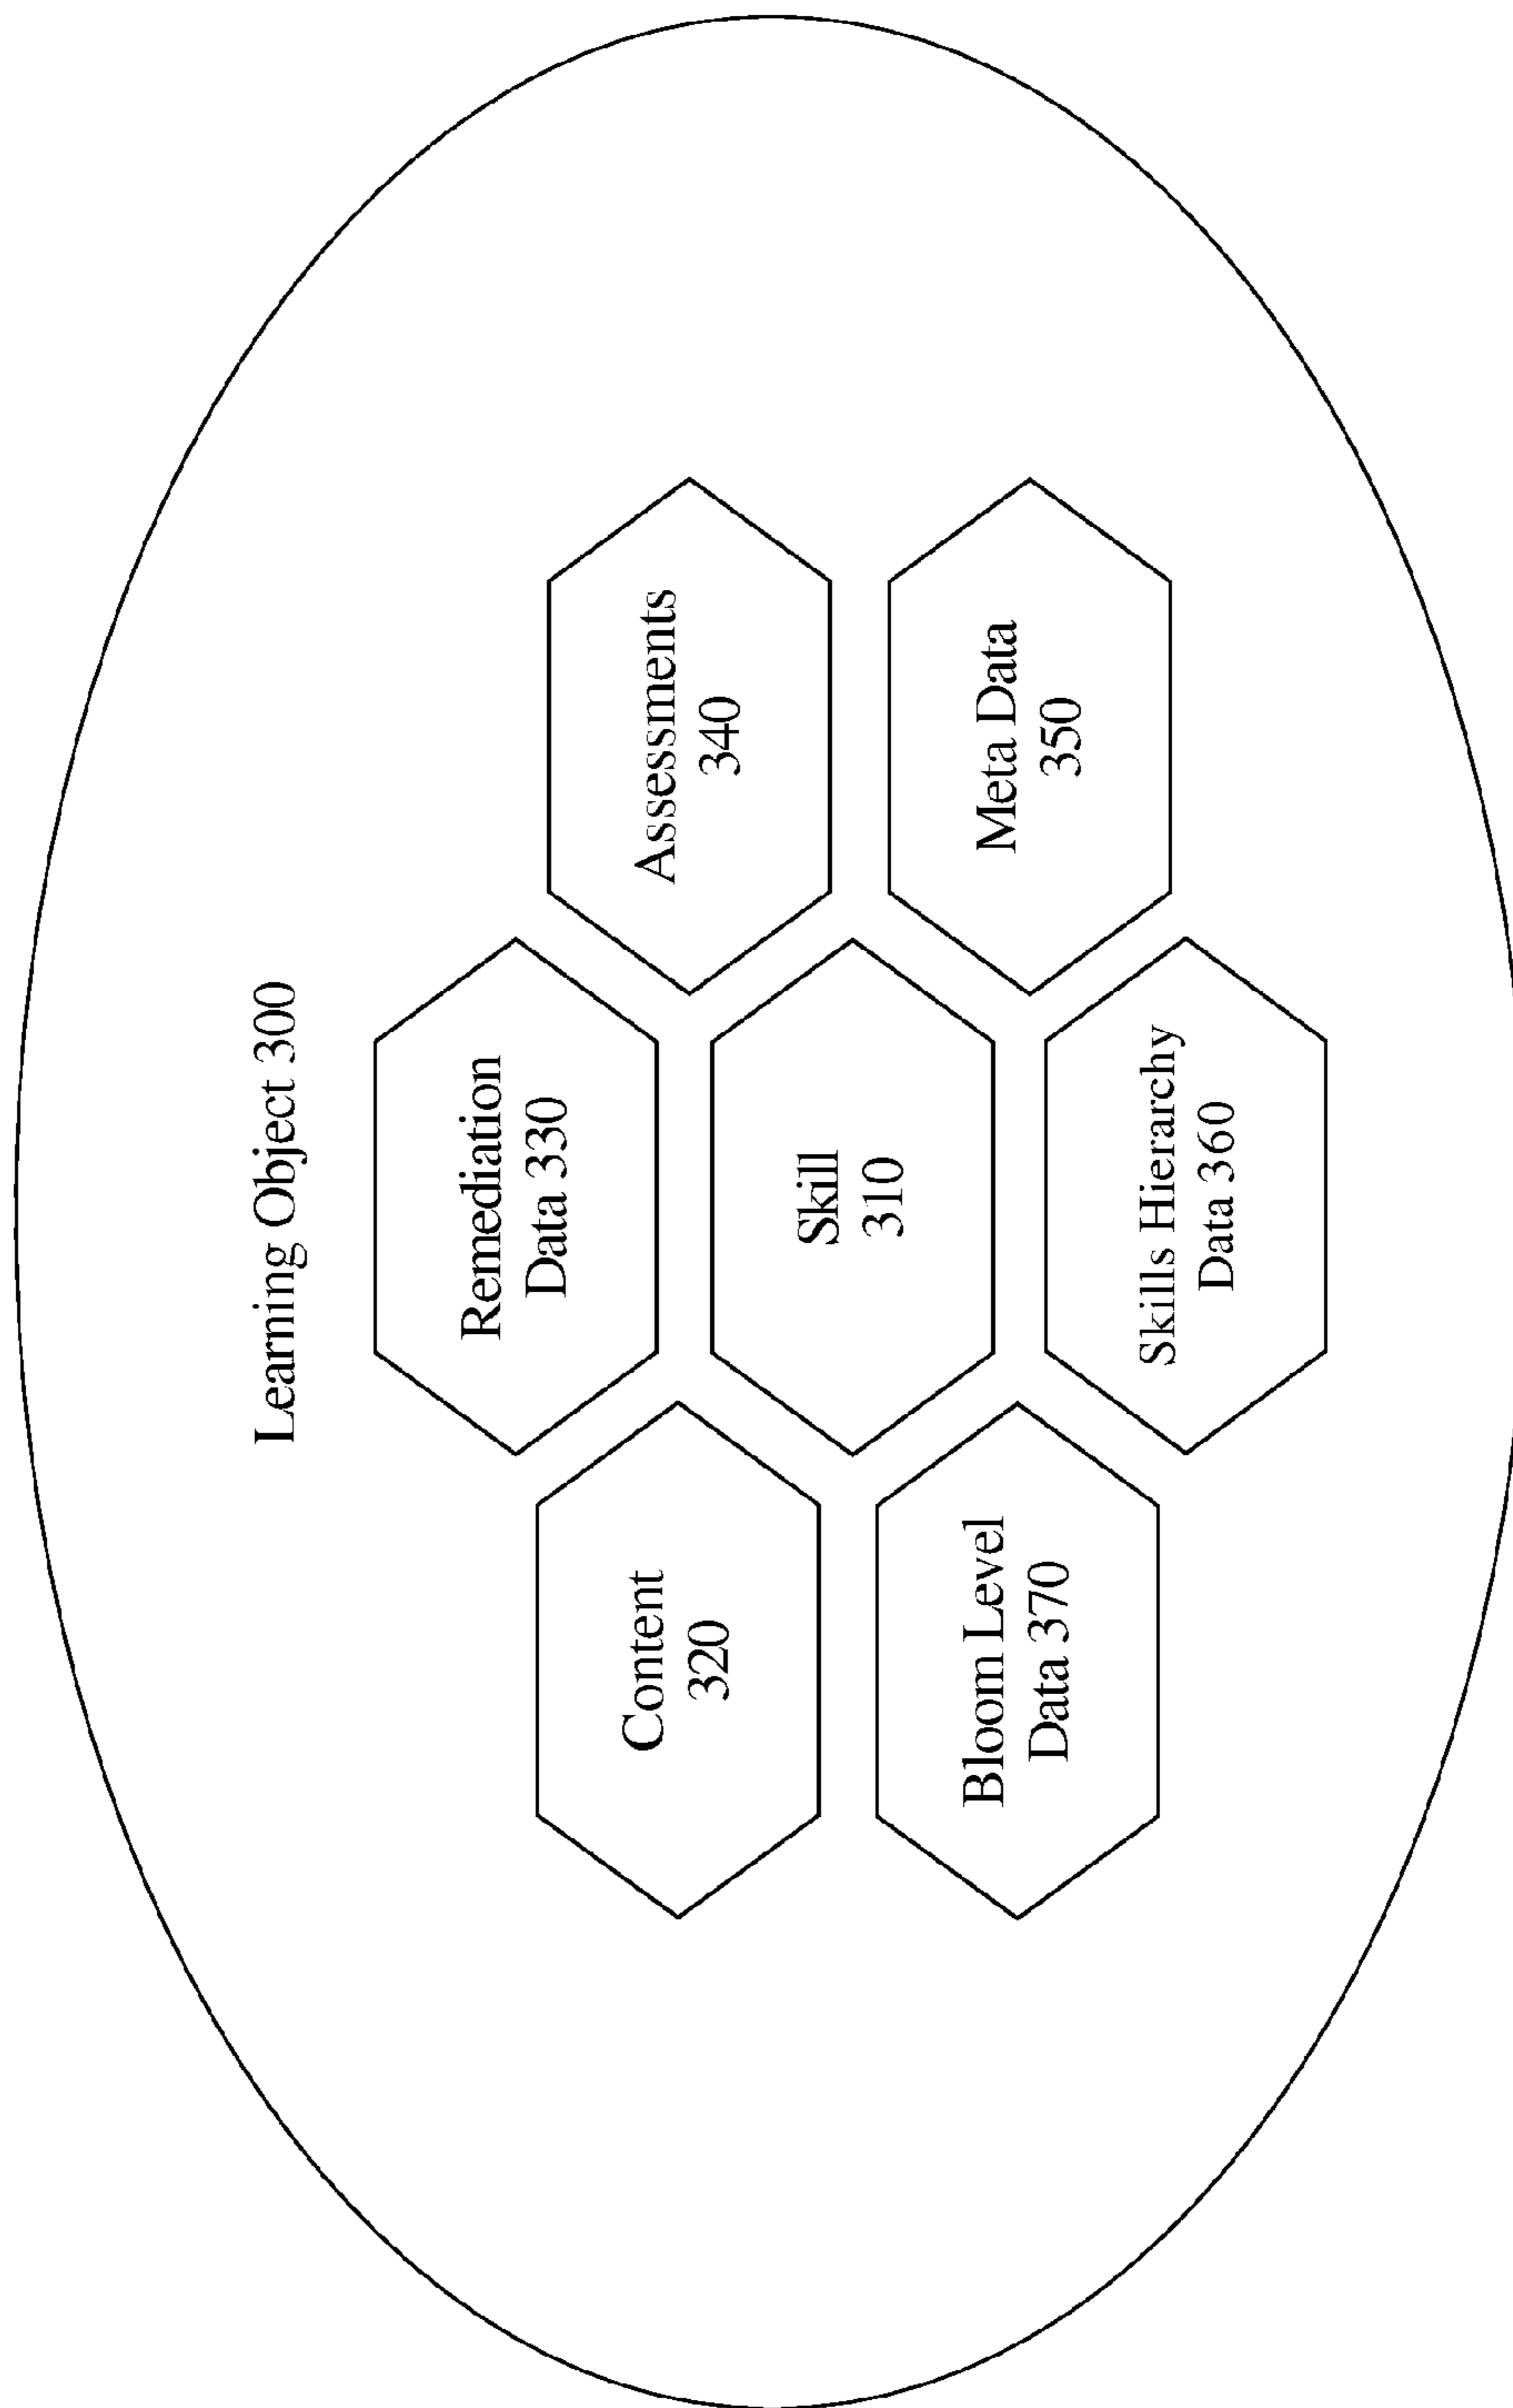 Learning Object 300
Remediation
Data 330
Content
320
Assessments
340
Skill
310
Bloom Level
Data 370
Meta Data
350
Skills Hierarchy
Data 360